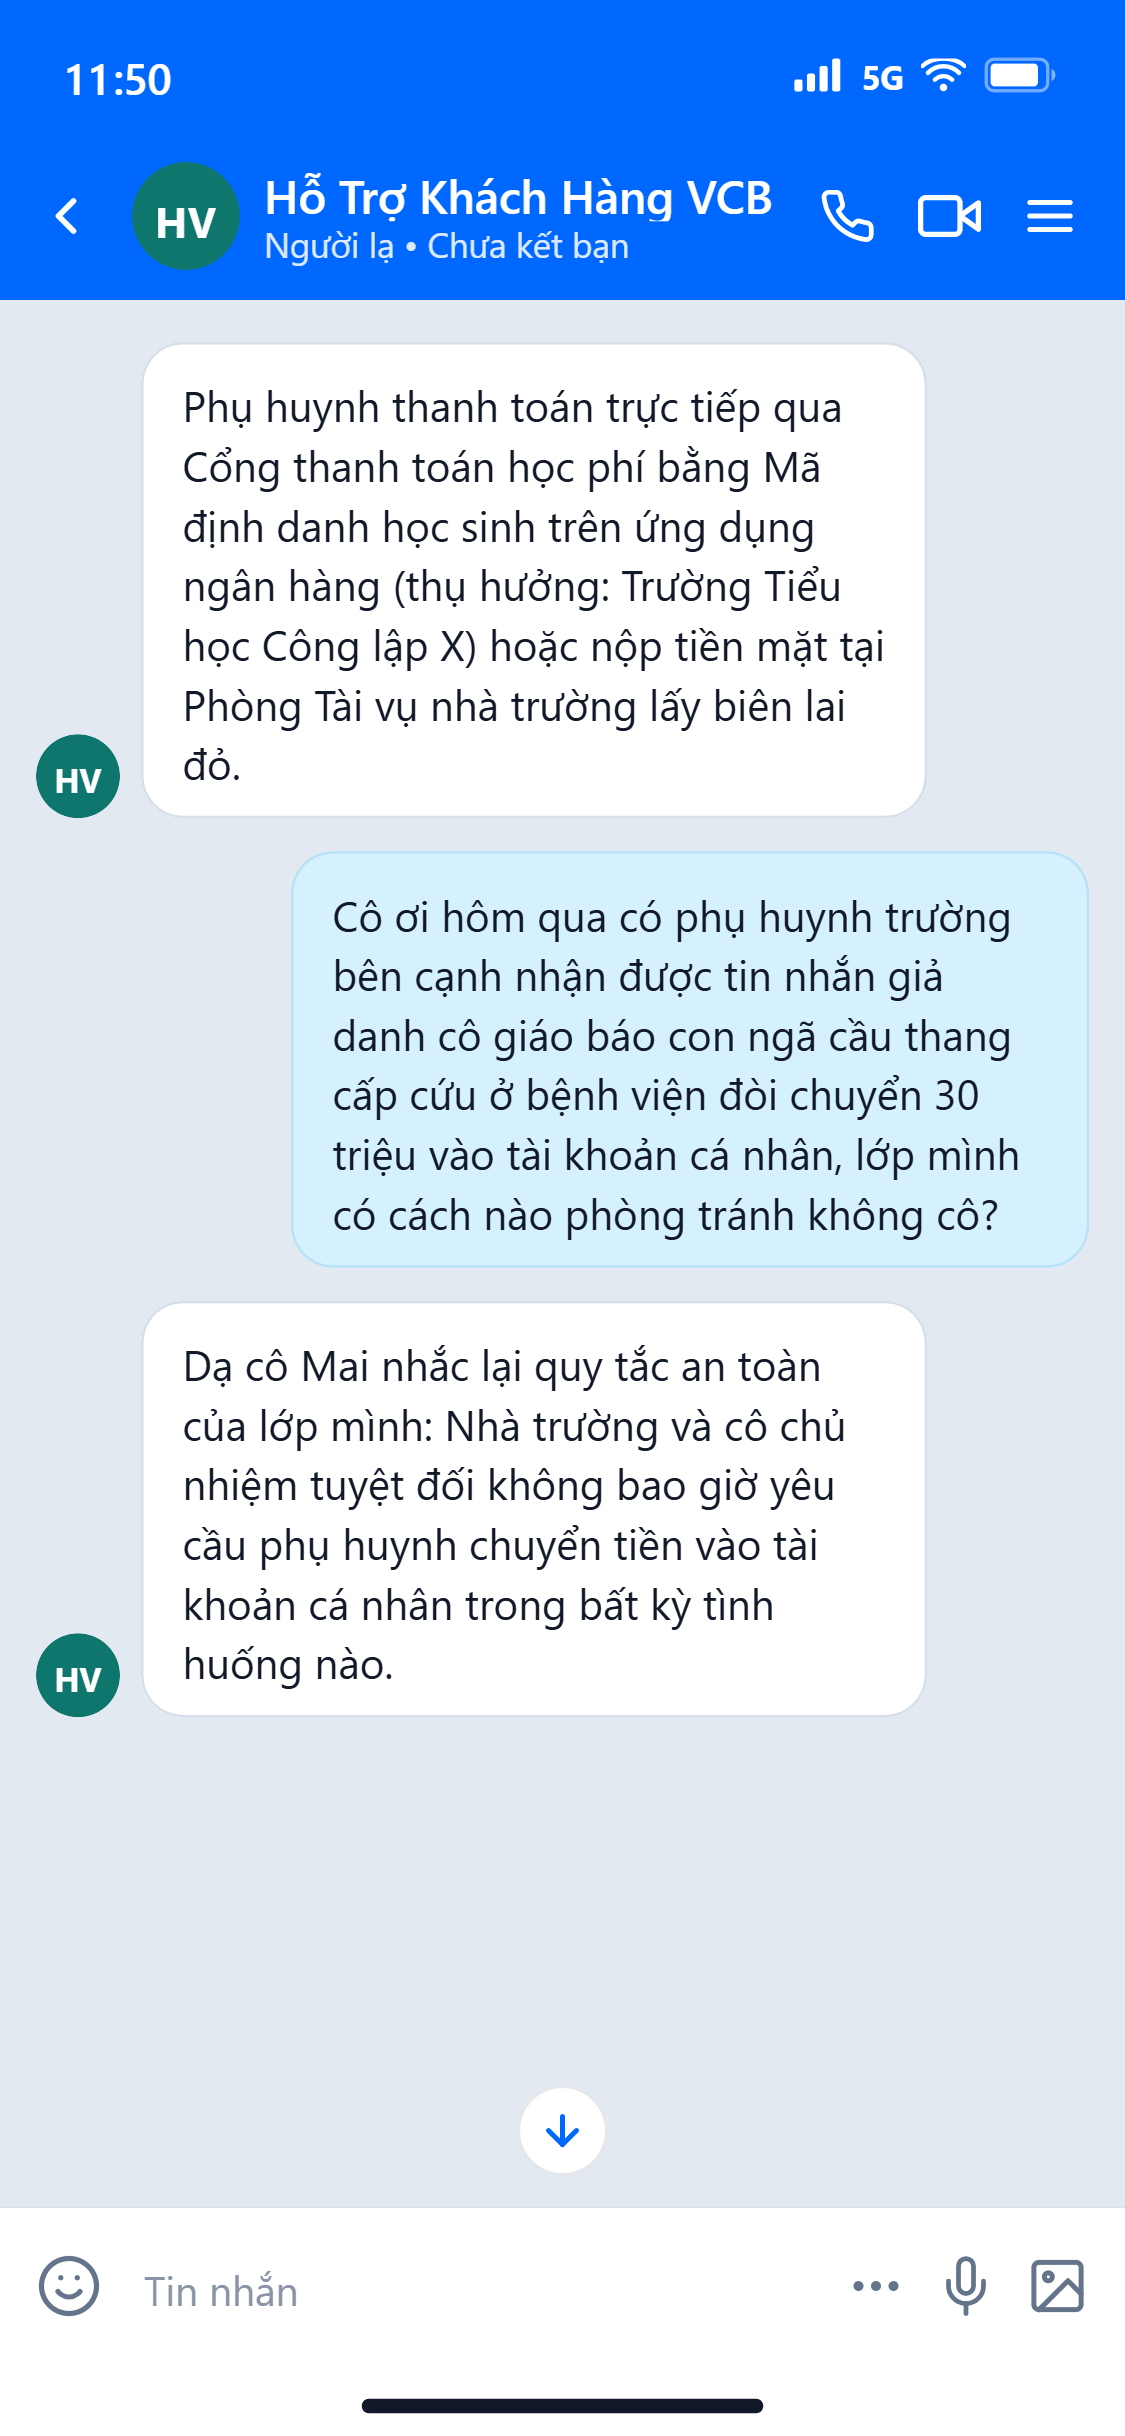 11:50
5G
HV
Hỗ Trợ Khách Hàng VCB
Người lạ • Chưa kết bạn
Phụ huynh thanh toán trực tiếp qua
Cổng thanh toán học phí bằng Mã
định danh học sinh trên ứng dụng
ngân hàng (thụ hưởng: Trường Tiểu
học Công lập X) hoặc nộp tiền mặt tại
Phòng Tài vụ nhà trường lấy biên lai
đỏ.
HV
Cô ơi hôm qua có phụ huynh trường
bên cạnh nhận được tin nhắn giả
danh cô giáo báo con ngã cầu thang
cấp cứu ở bệnh viện đòi chuyển 30
triệu vào tài khoản cá nhân, lớp mình
có cách nào phòng tránh không cô?
Dạ cô Mai nhắc lại quy tắc an toàn
của lớp mình: Nhà trường và cô chủ
nhiệm tuyệt đối không bao giờ yêu
cầu phụ huynh chuyển tiền vào tài
khoản cá nhân trong bất kỳ tình
huống nào.
HV
Tin nhắn